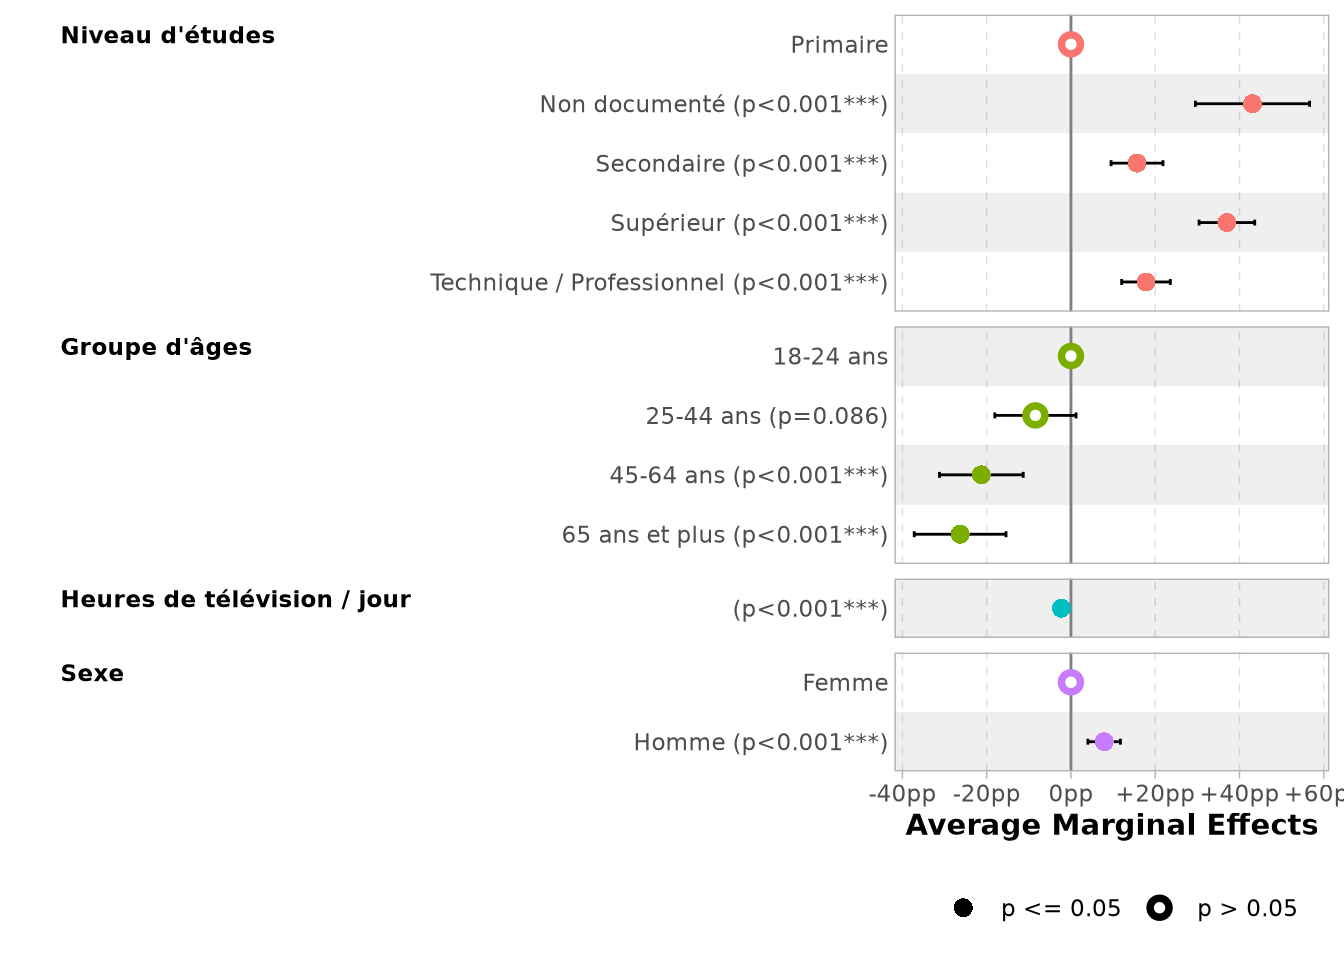 Niveau d'études
Primaire
Non documenté (p<0.001***)
Secondaire (p<0.001***)
Supérieur (p<0.001***)
Technique / Professionnel (p<0.001***)
Groupe d'âges
18-24 ans
25-44 ans (p=0.086)
45-64 ans (p<0.001***)
65 ans et plus (p<0.001***)
Heures de télévision / jour
(p<0.001***)
Sexe
Femme
Homme (p<0.001***)
-40pp -20pp 0pp +20pp +40pp +60p
Average Marginal Effects
p <= 0.05 p > 0.05